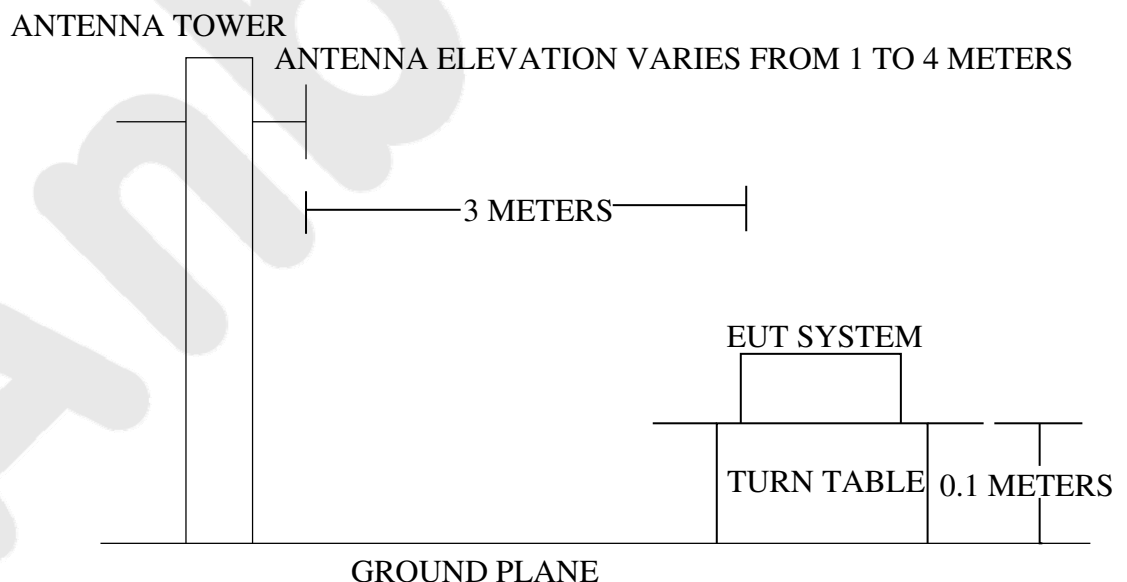 ANTENNA TOWER
ANTENNA ELEVATION VARIES FROM 1 TO 4 METERS
3 METERS
EUT SYSTEM
TURN TABLE
0.1 METERS
GROUND PLANE